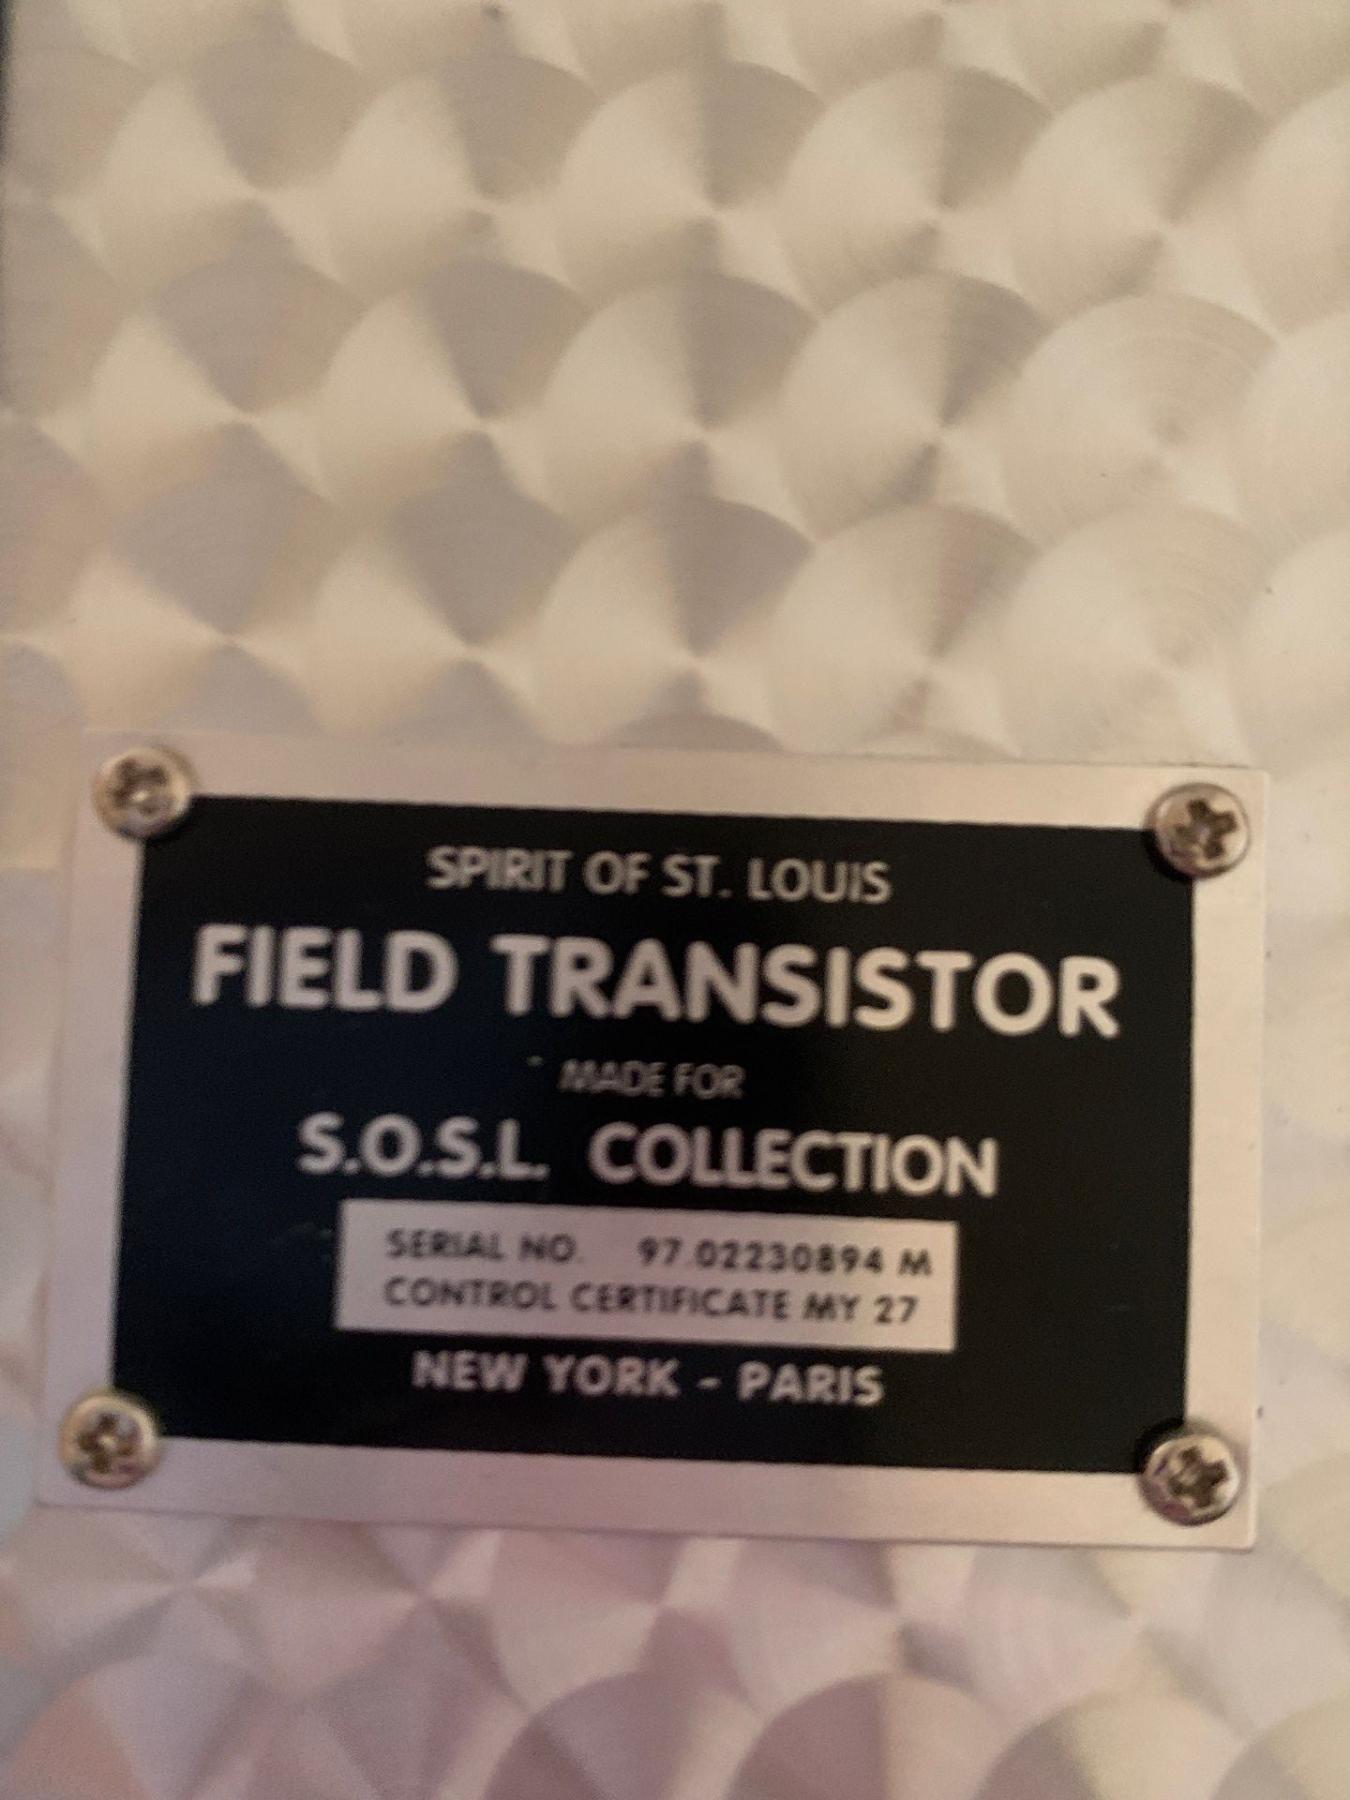 SPIRIT OF ST. LOUIS
FIELD TRANSISTOR
MADE FOR
S.O.S.L. COLLECTION
SERIAL NO. 97.02230894 M
CONTROL CERTIFICATE MY 27
NEW YORK - PARIS